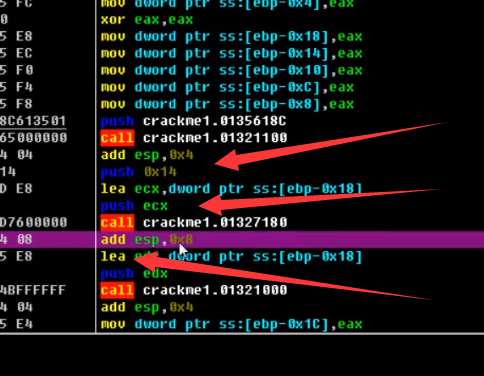 5 FC mov dword ptr ss:[ebp-0x4],eax
0 xor eax,eax
5 E8 mov dword ptr ss:[ebp-0x18],eax
5 EC mov dword ptr ss:[ebp-0x14],eax
5 F0 mov dword ptr ss:[ebp-0x10],eax
5 F4 mov dword ptr ss:[ebp-0xC],eax
5 F8 mov dword ptr ss:[ebp-0x8],eax
8C613501 push crackme1.0135618C
65000000 call crackme1.01321100
4 04 add esp,0x4
14 push 0x14
D E8 lea ecx,dword ptr ss:[ebp-0x18]
push ecx
D7600000 call crackme1.01327180
4 08 add esp,0x8
5 E8 lea dword ptr ss:[ebp-0x18]
push edx
4BFFFFFF call crackme1.01321000
4 04 add esp,0x4
5 E4 mov dword ptr ss:[ebp-0x1C],eax